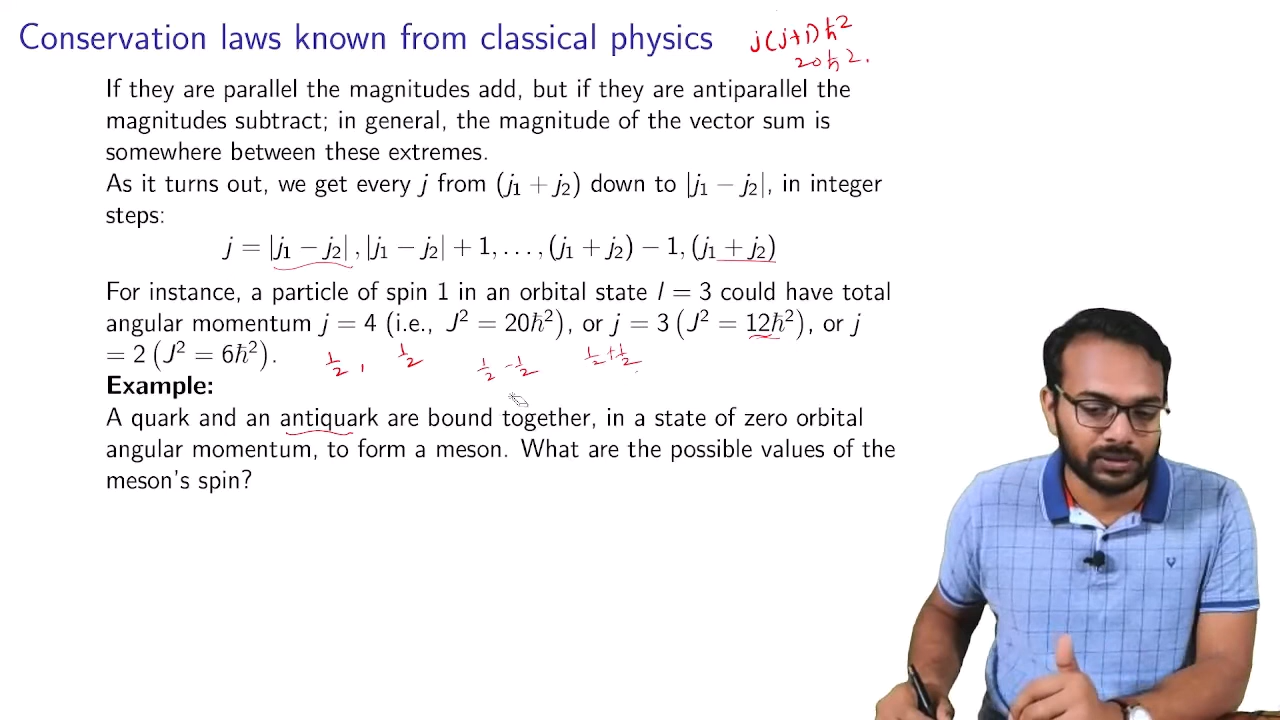 Conservation laws known from classical physics
j(j+1)ħ²
20ħ².
If they are parallel the magnitudes add, but if they are antiparallel the
magnitudes subtract; in general, the magnitude of the vector sum is
somewhere between these extremes.
As it turns out, we get every j from (j₁ + j₂) down to |j₁ − j₂|, in integer
steps:
j = |j₁ − j₂|, |j₁ − j₂| + 1, . . . , (j₁ + j₂) − 1, (j₁ + j₂)
For instance, a particle of spin 1 in an orbital state l = 3 could have total
angular momentum j = 4 (i.e., J² = 20ħ²), or j = 3 (J² = 12ħ²), or j
= 2 (J² = 6ħ²).
1/2, 1/2 1/2 - 1/2 1/2 + 1/2
Example:
A quark and an antiquark are bound together, in a state of zero orbital
angular momentum, to form a meson. What are the possible values of the
meson's spin?